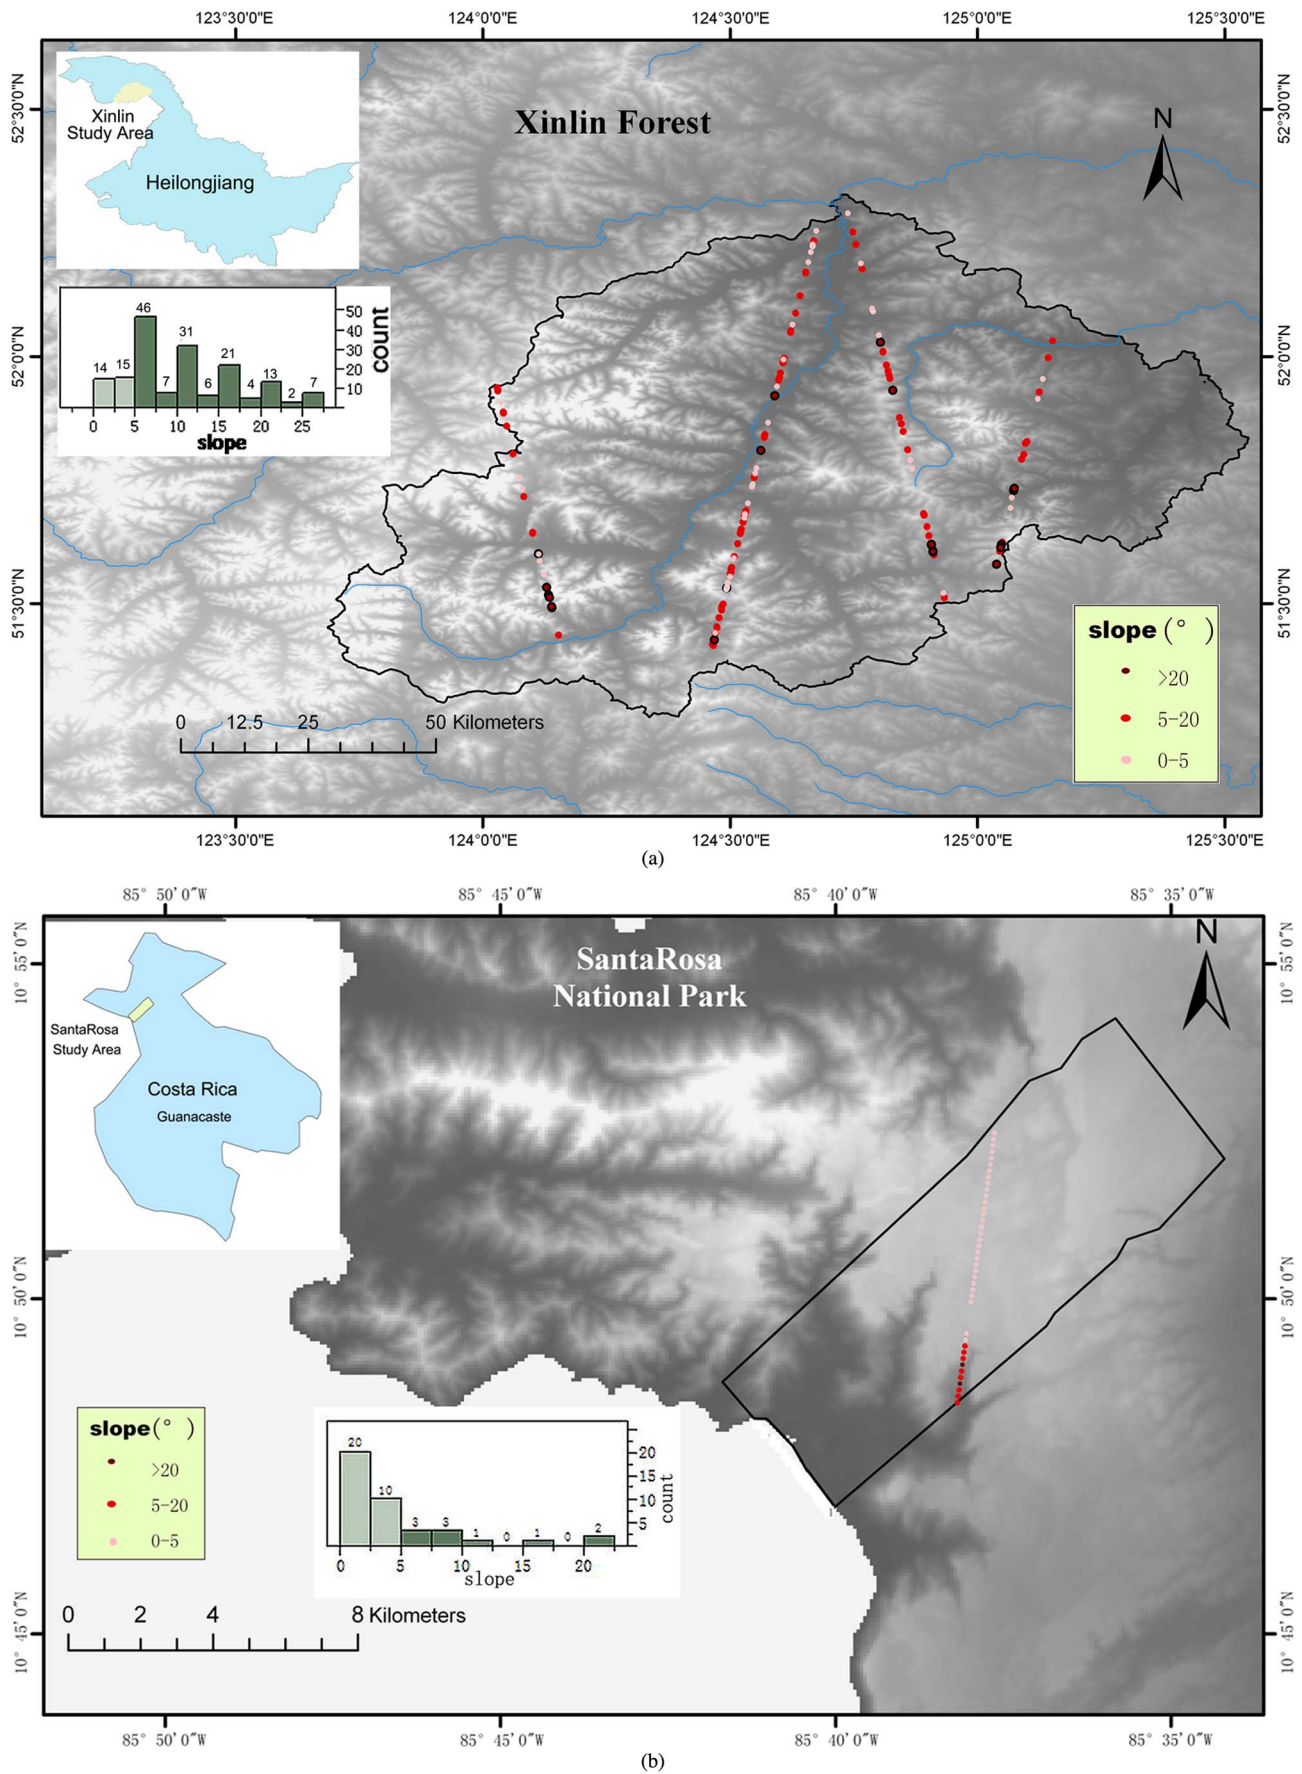 123°30'0"E 124°0'0"E 124°30'0"E 125°0'0"E 125°30'0"E
52°30'0"N
52°0'0"N
51°30'0"N
Xinlin
Study Area
Heilongjiang
Xinlin Forest
N
52°30'0"N
52°0'0"N
51°30'0"N
14 15 46 7 31 6 21 4 13 2 7
50
40
30
20
10
count
0 5 10 15 20 25
slope
slope(°)
>20
5-20
0-5
0 12.5 25 50 Kilometers
123°30'0"E 124°0'0"E 124°30'0"E 125°0'0"E 125°30'0"E
(a)
85° 50' 0"W 85° 45' 0"W 85° 40' 0"W 85° 35' 0"W
10° 55' 0"N
10° 50' 0"N
10° 45' 0"N
SantaRosa
Study Area
Costa Rica
Guanacaste
SantaRosa
National Park
N
10° 55' 0"N
10° 50' 0"N
10° 45' 0"N
slope(°)
>20
5-20
0-5
20 10 3 3 1 0 1 0 2
20
15
10
5
count
0 5 10 15 20
slope
0 2 4 8 Kilometers
85° 50' 0"W 85° 45' 0"W 85° 40' 0"W 85° 35' 0"W
(b)